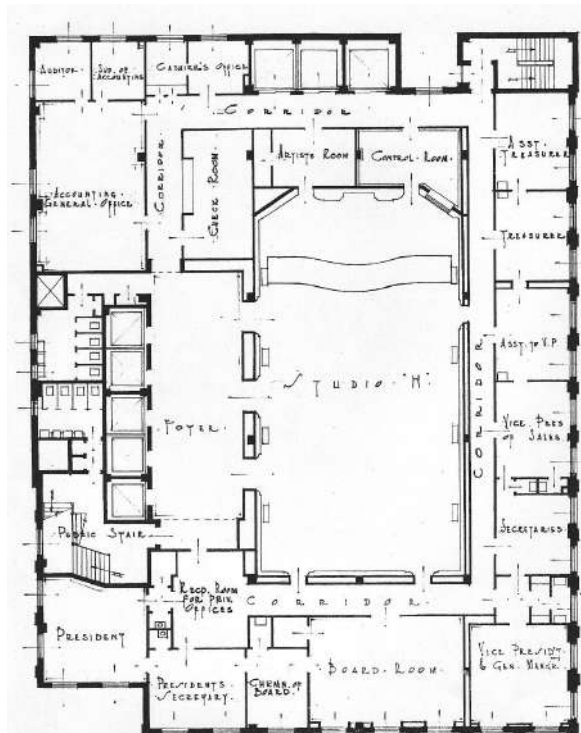 AUDITOR
SUP. OF
ACCOUNTING
CASHIER'S OFFICE
CORRIDOR
ASST.
TREASURER
ARTISTS ROOM
CONTROL ROOM
CORRIDOR
CHECK ROOM
ACCOUNTING
GENERAL OFFICE
TREASURER
ASST. TO V.P.
STUDIO "H"
CORRIDOR
FOYER
VICE PRES
OF SALES
SECRETARIES
PUBLIC STAIR
RECP. ROOM
FOR PRIV.
OFFICES
CORRIDOR
PRESIDENT
BOARD ROOM
VICE PRESIDT
& GEN. MANGR.
PRESIDENTS
SECRETARY
CHRMN. OF
BOARD